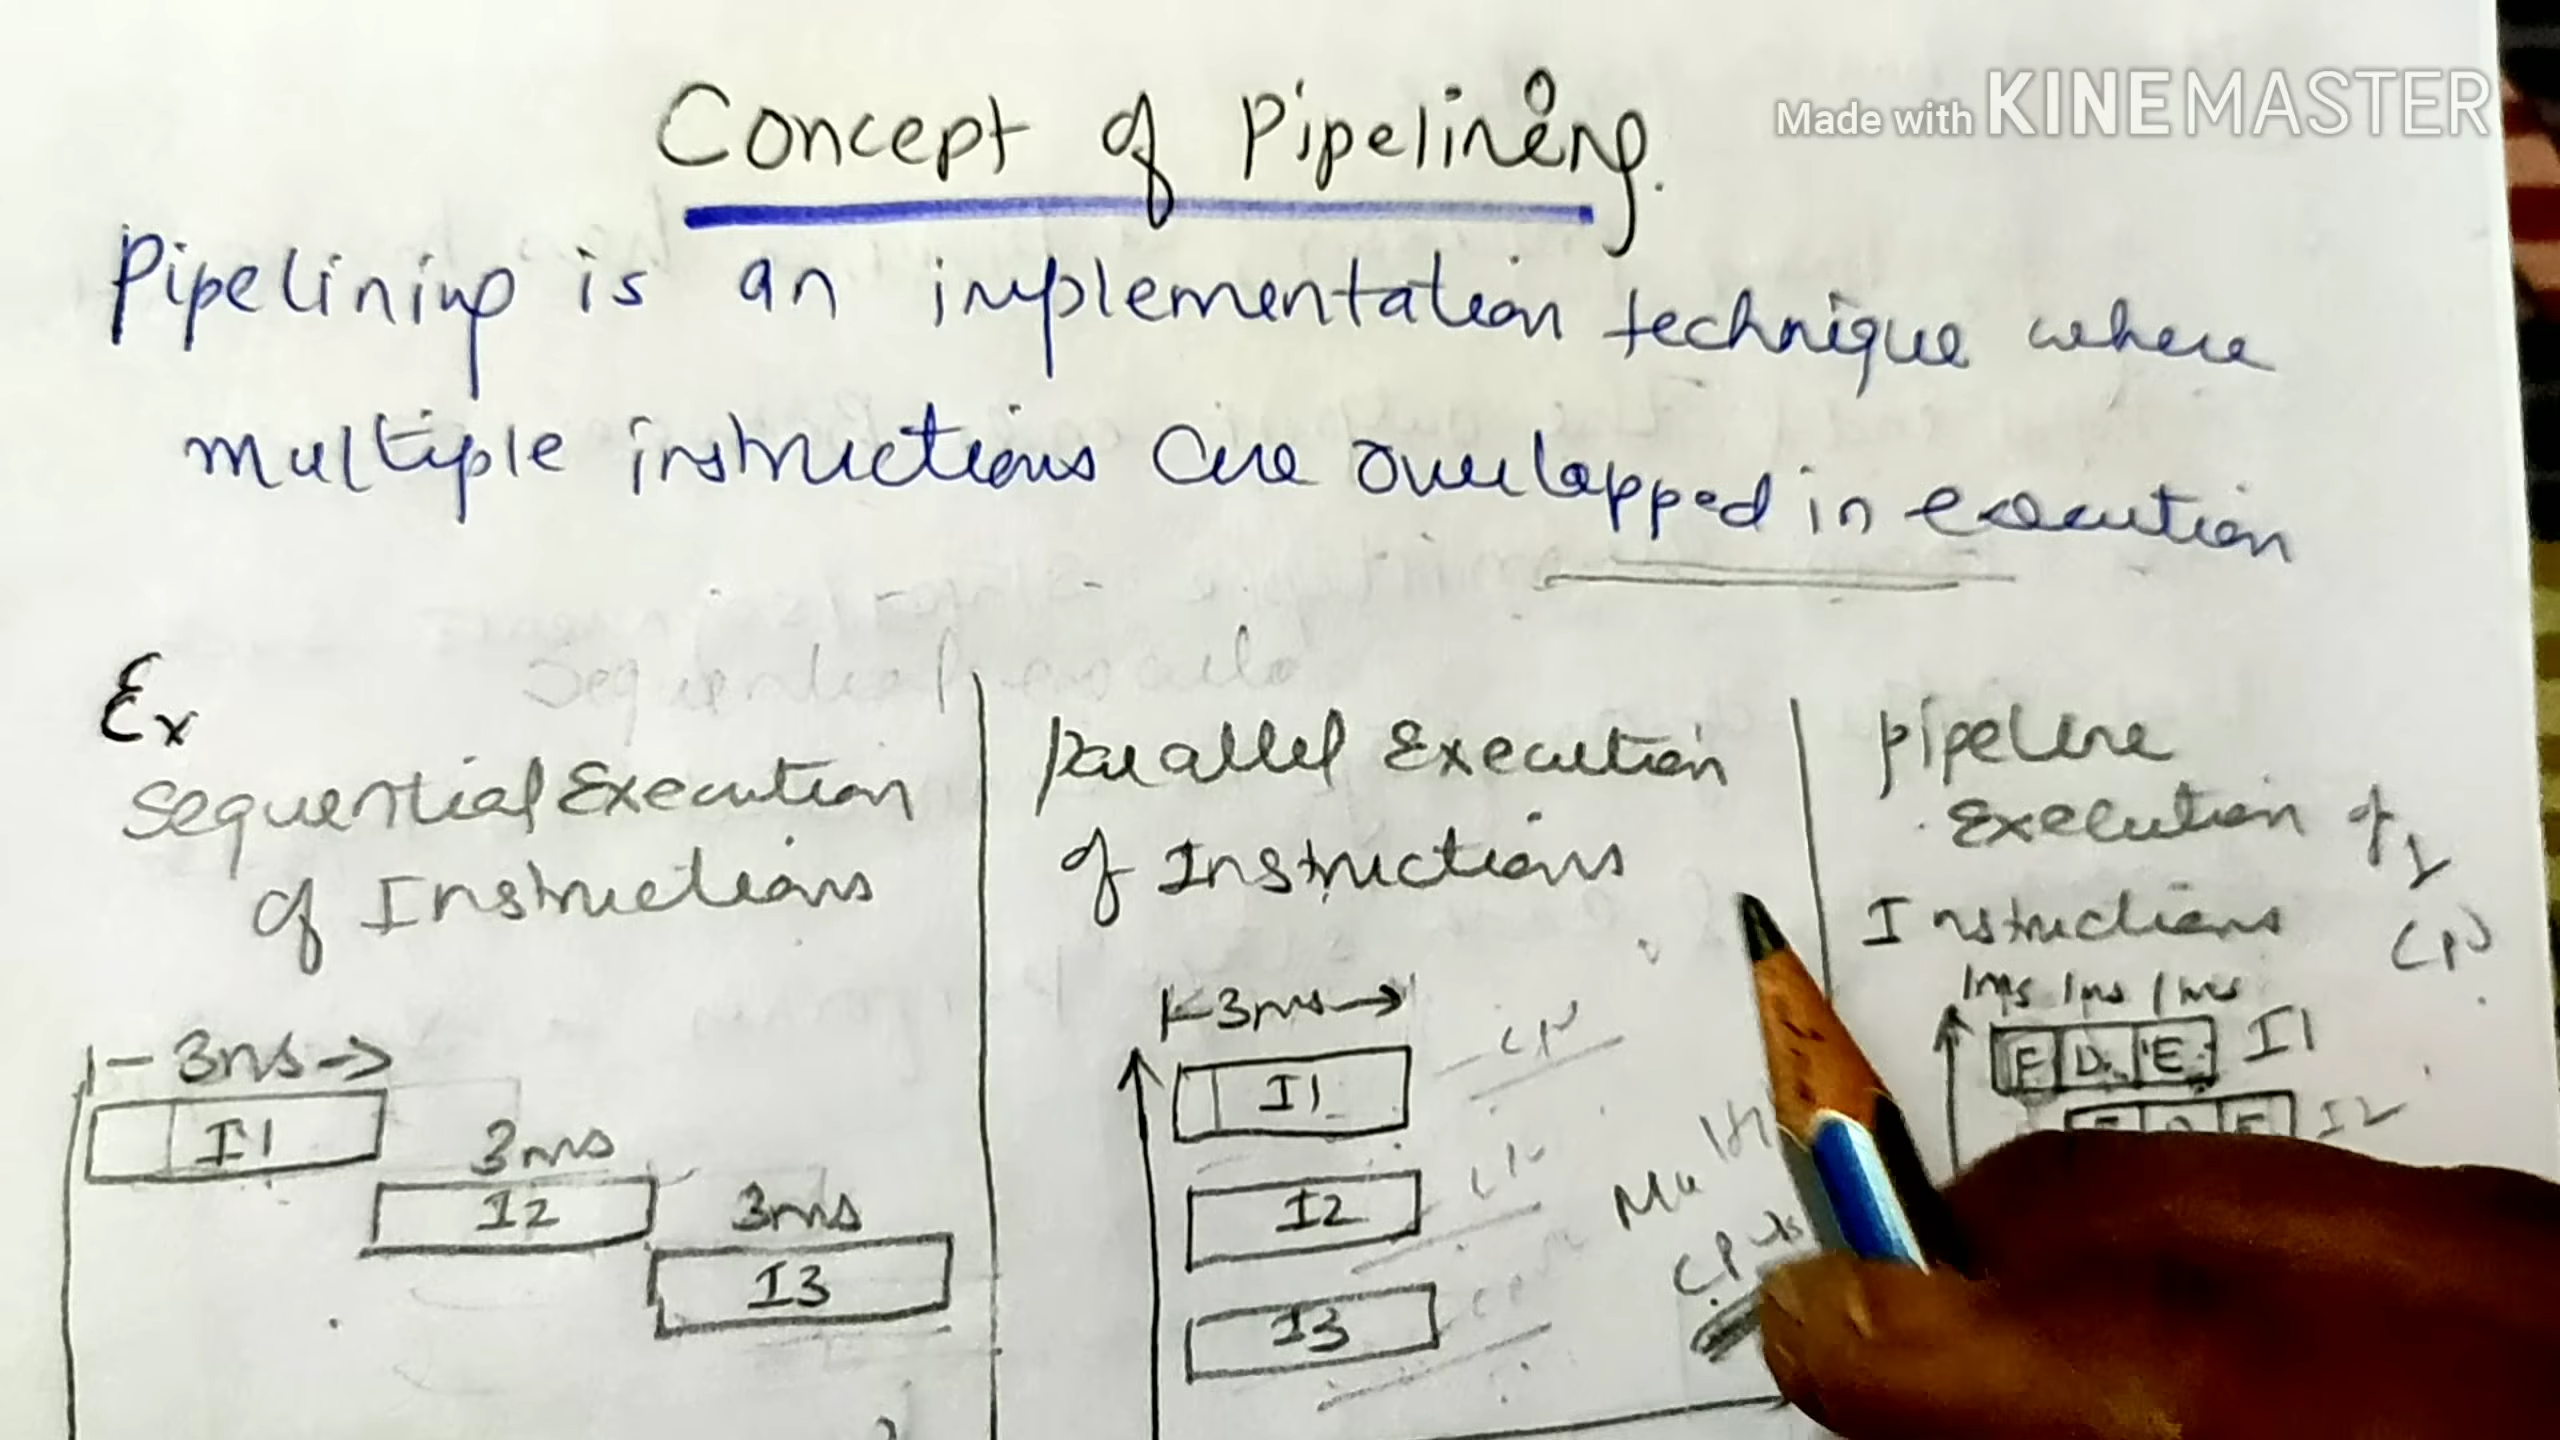 Made with KINEMASTER
Concept of Pipelining.
Pipelining is an implementation technique where
multiple instructions are overlapped in execution
Ex
Sequential Execution
of Instructions
3ns
I1
3ns
I2
3ns
I3
Parallel Execution
of Instructions
3ns
I1
I2
I3
Pipeline
Execution of
Instructions
1ns 1ns 1ns
F D E I1
I2